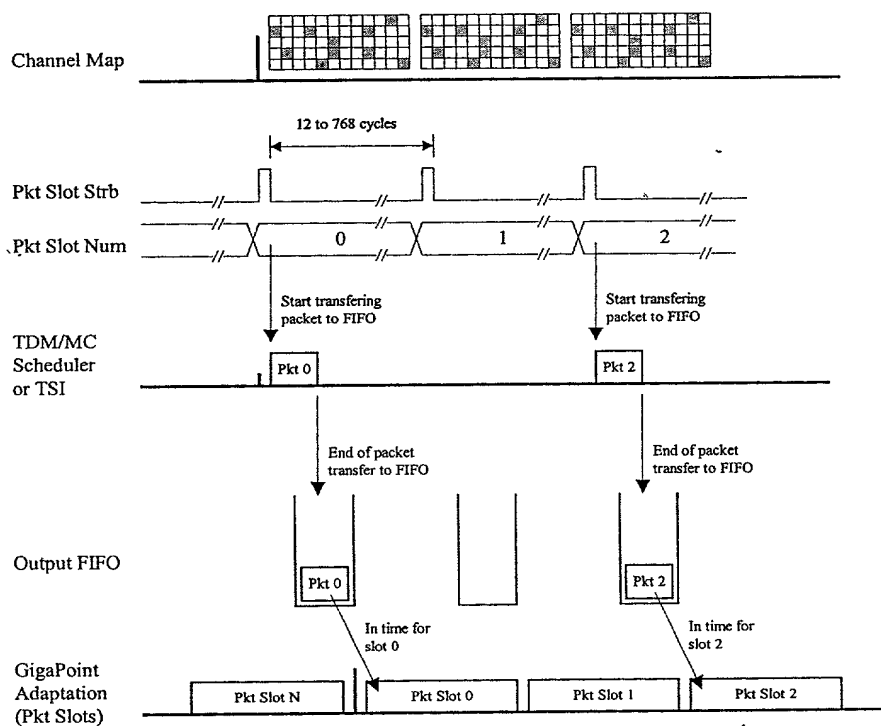 Channel Map
12 to 768 cycles
Pkt Slot Strb
Pkt Slot Num
0
1
2
Start transfering
packet to FIFO
Start transfering
packet to FIFO
TDM/MC
Scheduler
or TSI
Pkt 0
Pkt 2
End of packet
transfer to FIFO
End of packet
transfer to FIFO
Output FIFO
Pkt 0
Pkt 2
In time for
slot 0
In time for
slot 2
GigaPoint
Adaptation
(Pkt Slots)
Pkt Slot N
Pkt Slot 0
Pkt Slot 1
Pkt Slot 2